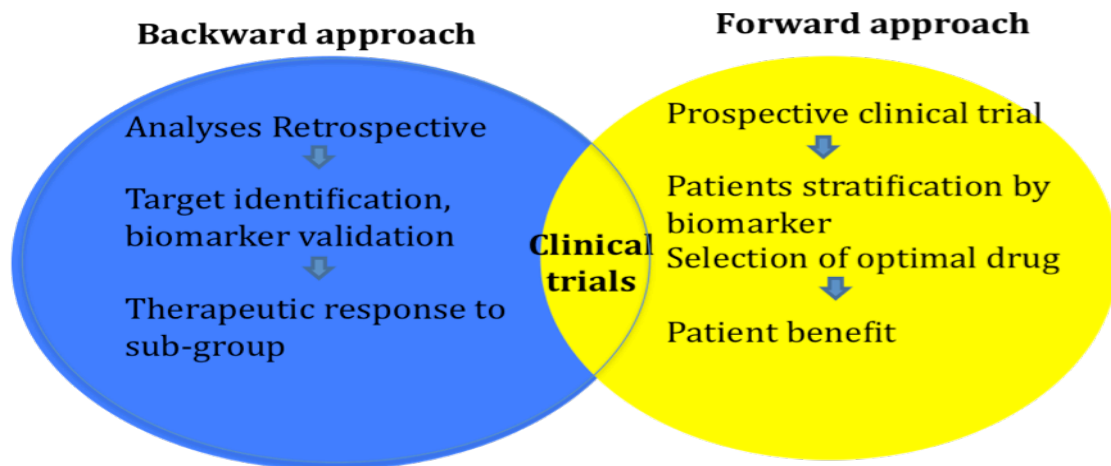 Backward approach
Forward approach
Analyses Retrospective
Target identification,
biomarker validation
Therapeutic response to
sub-group
Clinical
trials
Prospective clinical trial
Patients stratification by
biomarker
Selection of optimal drug
Patient benefit